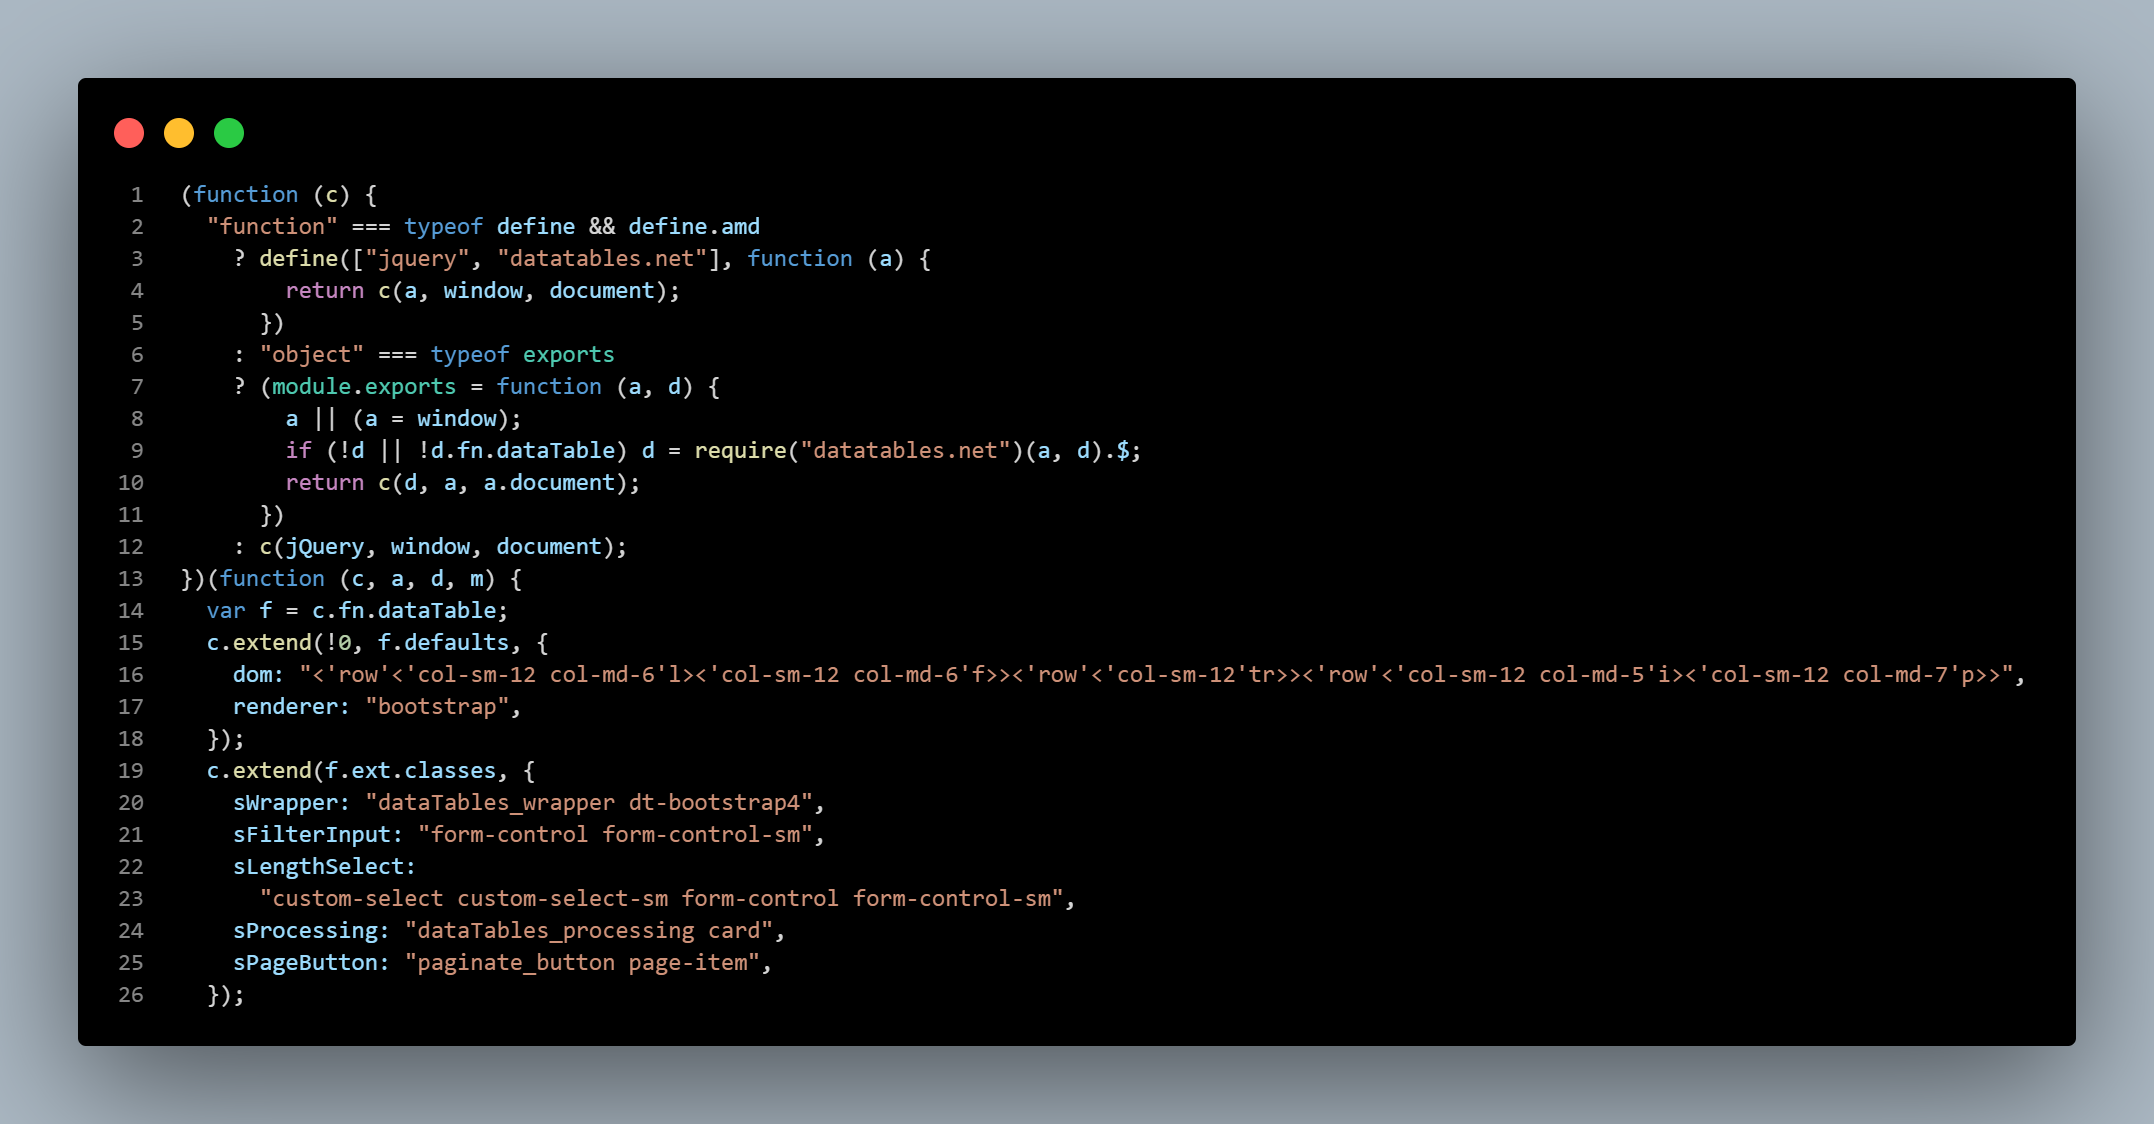 1 (function (c) {
2 "function" === typeof define && define.amd
3 ? define(["jquery", "datatables.net"], function (a) {
4 return c(a, window, document);
5 })
6 : "object" === typeof exports
7 ? (module.exports = function (a, d) {
8 a || (a = window);
9 if (!d || !d.fn.dataTable) d = require("datatables.net")(a, d).$;
10 return c(d, a, a.document);
11 })
12 : c(jQuery, window, document);
13 })(function (c, a, d, m) {
14 var f = c.fn.dataTable;
15 c.extend(!0, f.defaults, {
16 dom: "<'row'<'col-sm-12 col-md-6'l><'col-sm-12 col-md-6'f>><'row'<'col-sm-12'tr>><'row'<'col-sm-12 col-md-5'i><'col-sm-12 col-md-7'p>>",
17 renderer: "bootstrap",
18 });
19 c.extend(f.ext.classes, {
20 sWrapper: "dataTables_wrapper dt-bootstrap4",
21 sFilterInput: "form-control form-control-sm",
22 sLengthSelect:
23 "custom-select custom-select-sm form-control form-control-sm",
24 sProcessing: "dataTables_processing card",
25 sPageButton: "paginate_button page-item",
26 });